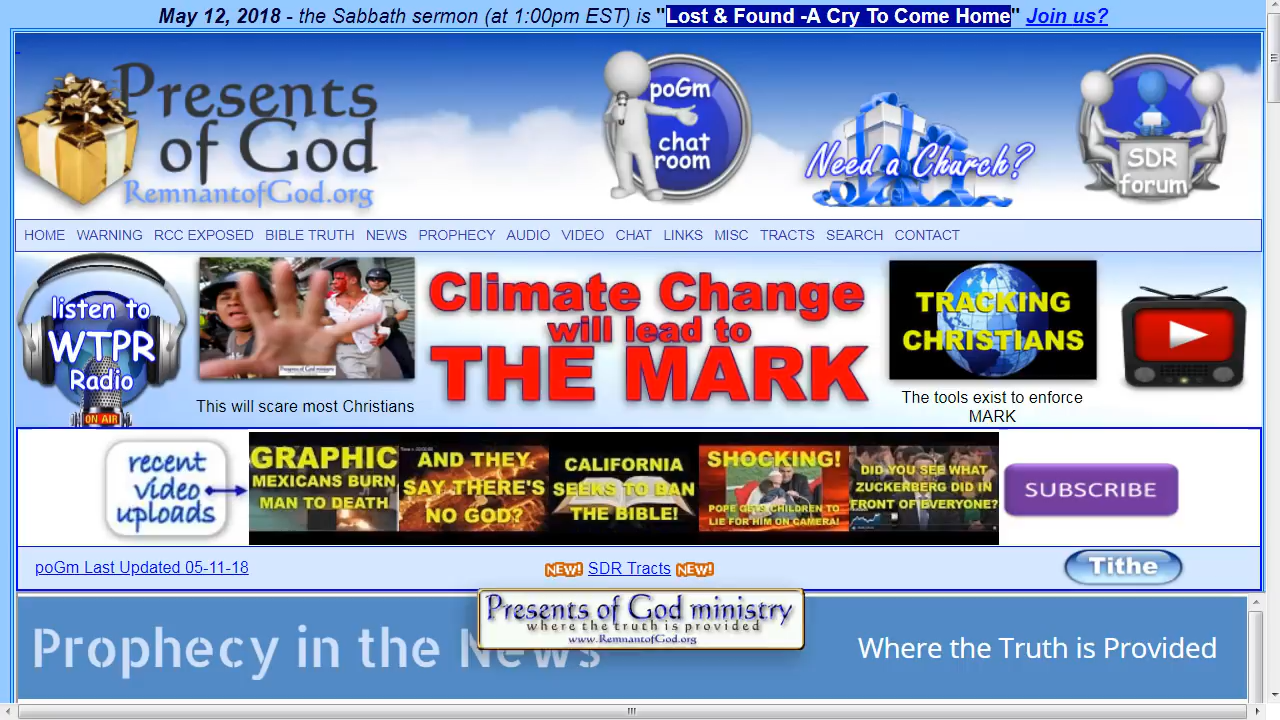 May 12, 2018 - the Sabbath sermon (at 1:00pm EST) is "Lost & Found -A Cry To Come Home" Join us?
Presents
of God
RemnantofGod.org
poGm
chat
room
Need a Church?
SDR
forum
HOME WARNING RCC EXPOSED BIBLE TRUTH NEWS PROPHECY AUDIO VIDEO CHAT LINKS MISC TRACTS SEARCH CONTACT
listen to
WTPR
Radio
ON AIR
This will scare most Christians
Climate Change
will lead to
THE MARK
TRACKING
CHRISTIANS
The tools exist to enforce
MARK
recent
video
uploads
GRAPHIC
MEXICANS BURN
MAN TO DEATH
AND THEY
SAY THERE'S
NO GOD?
CALIFORNIA
SEEKS TO BAN
THE BIBLE!
SHOCKING!
POPE GETS CHILDREN TO
LIE FOR HIM ON CAMERA!
DID YOU SEE WHAT
ZUCKERBERG DID IN
FRONT OF EVERYONE?
SUBSCRIBE
poGm Last Updated 05-11-18
NEW! SDR Tracts NEW!
Tithe
Presents of God ministry
where the truth is provided
www.RemnantofGod.org
Prophecy in the News
Where the Truth is Provided